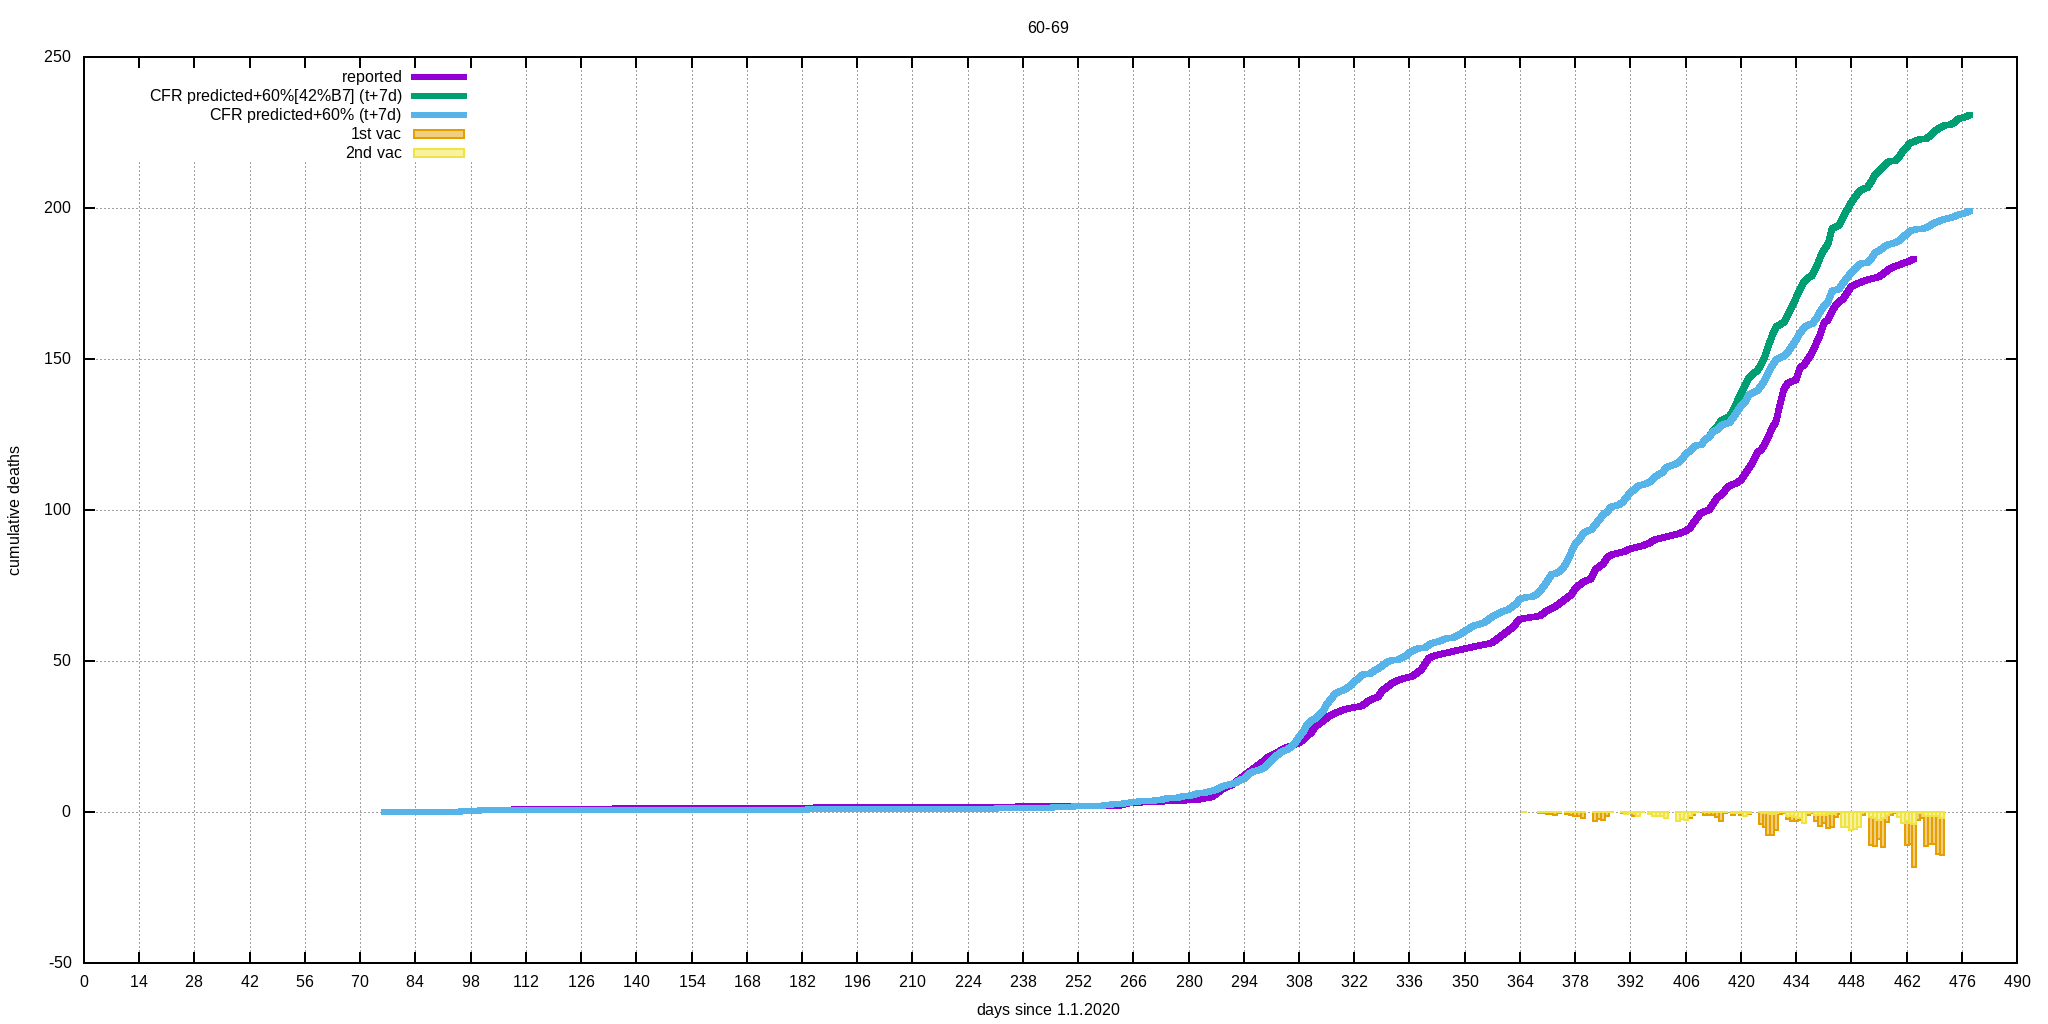 60-69
250
200
150
100
50
0
-50
cumulative deaths
reported
CFR predicted+60%[42%B7] (t+7d)
CFR predicted+60% (t+7d)
1st vac
2nd vac
0 14 28 42 56 70 84 98 112 126 140 154 168 182 196 210 224 238 252 266 280 294 308 322 336 350 364 378 392 406 420 434 448 462 476 490
days since 1.1.2020